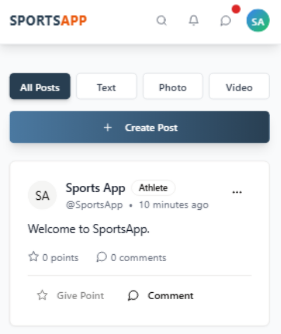 SPORTSAPP
SA
All Posts
Text
Photo
Video
+ Create Post
SA
Sports App Athlete
@SportsApp • 10 minutes ago
Welcome to SportsApp.
0 points
0 comments
Give Point
Comment